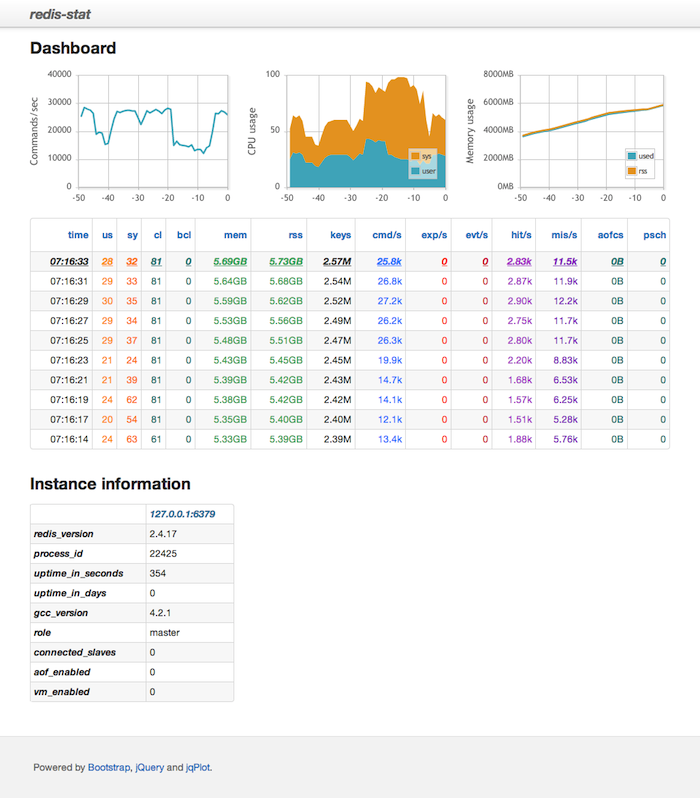 redis-stat
Dashboard
Commands/sec
40000
30000
20000
10000
0
-50 -40 -30 -20 -10 0
CPU usage
100
50
0
sys
user
-50 -40 -30 -20 -10 0
Memory usage
8000MB
6000MB
4000MB
2000MB
0MB
used
rss
-50 -40 -30 -20 -10 0
time us sy cl bcl mem rss keys cmd/s exp/s evt/s hit/s mis/s aofcs psch
07:16:33 28 32 81 0 5.69GB 5.73GB 2.57M 25.8k 0 0 2.83k 11.5k 0B 0
07:16:31 29 33 81 0 5.64GB 5.68GB 2.54M 26.8k 0 0 2.87k 11.9k 0B 0
07:16:29 30 35 81 0 5.59GB 5.62GB 2.52M 27.2k 0 0 2.90k 12.2k 0B 0
07:16:27 29 34 81 0 5.53GB 5.56GB 2.49M 26.2k 0 0 2.75k 11.7k 0B 0
07:16:25 29 37 81 0 5.48GB 5.51GB 2.47M 26.3k 0 0 2.80k 11.7k 0B 0
07:16:23 21 24 81 0 5.43GB 5.45GB 2.45M 19.9k 0 0 2.20k 8.83k 0B 0
07:16:21 21 39 81 0 5.39GB 5.42GB 2.43M 14.7k 0 0 1.68k 6.53k 0B 0
07:16:19 24 62 81 0 5.38GB 5.42GB 2.42M 14.1k 0 0 1.57k 6.25k 0B 0
07:16:17 20 54 81 0 5.35GB 5.40GB 2.40M 12.1k 0 0 1.51k 5.28k 0B 0
07:16:14 24 63 61 0 5.33GB 5.39GB 2.39M 13.4k 0 0 1.88k 5.76k 0B 0
Instance information
127.0.0.1:6379
redis_version 2.4.17
process_id 22425
uptime_in_seconds 354
uptime_in_days 0
gcc_version 4.2.1
role master
connected_slaves 0
aof_enabled 0
vm_enabled 0
Powered by Bootstrap, jQuery and jqPlot.